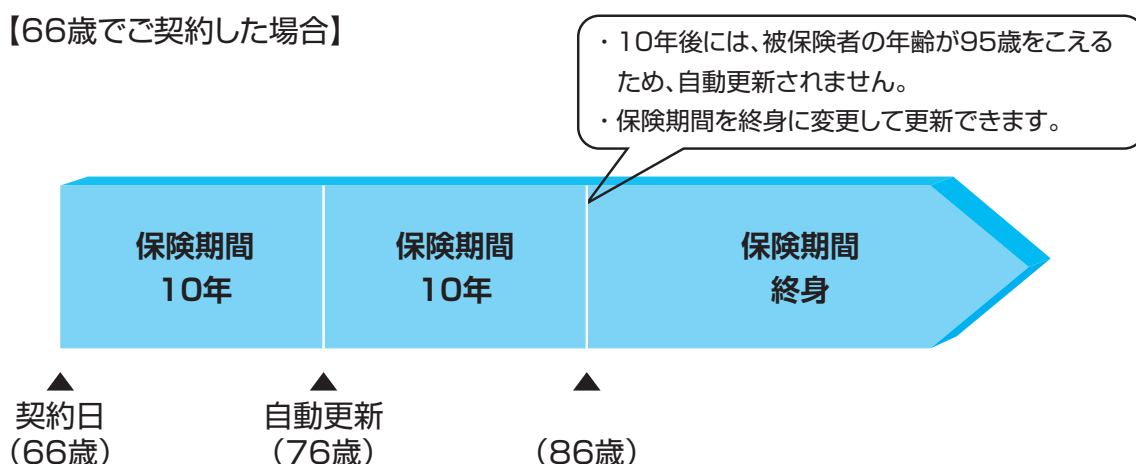 【66歳でご契約した場合】
・10年後には、被保険者の年齢が95歳をこえる
ため、自動更新されません。
・保険期間を終身に変更して更新できます。
保険期間
10年
保険期間
10年
保険期間
終身
契約日
（66歳）
自動更新
（76歳）
（86歳）